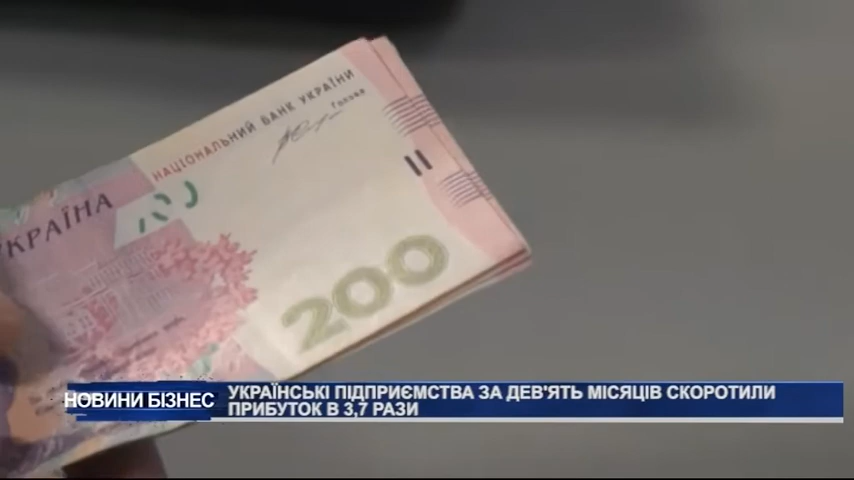 НАЦІОНАЛЬНИЙ БАНК УКРАЇНИ
Голова
УКРАЇНА
200
НОВИНИ БІЗНЕС
УКРАЇНСЬКІ ПІДПРИЄМСТВА ЗА ДЕВ'ЯТЬ МІСЯЦІВ СКОРОТИЛИ
ПРИБУТОК В 3,7 РАЗИ